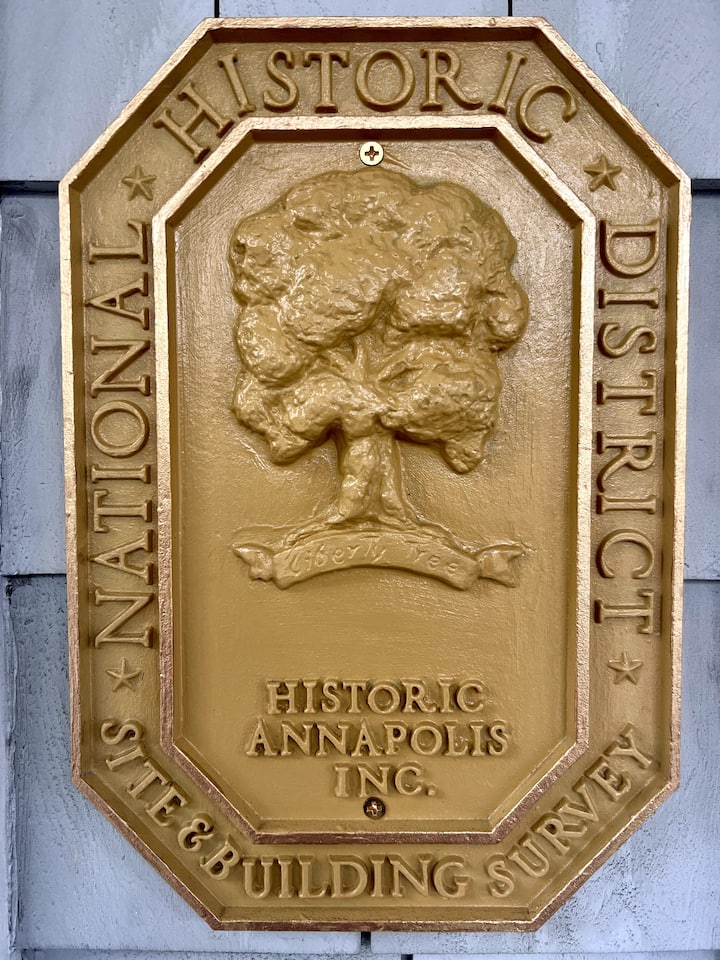 NATIONAL
HISTORIC
DISTRICT
Liberty Tree
HISTORIC
ANNAPOLIS
INC.
SITE & BUILDING SURVEY